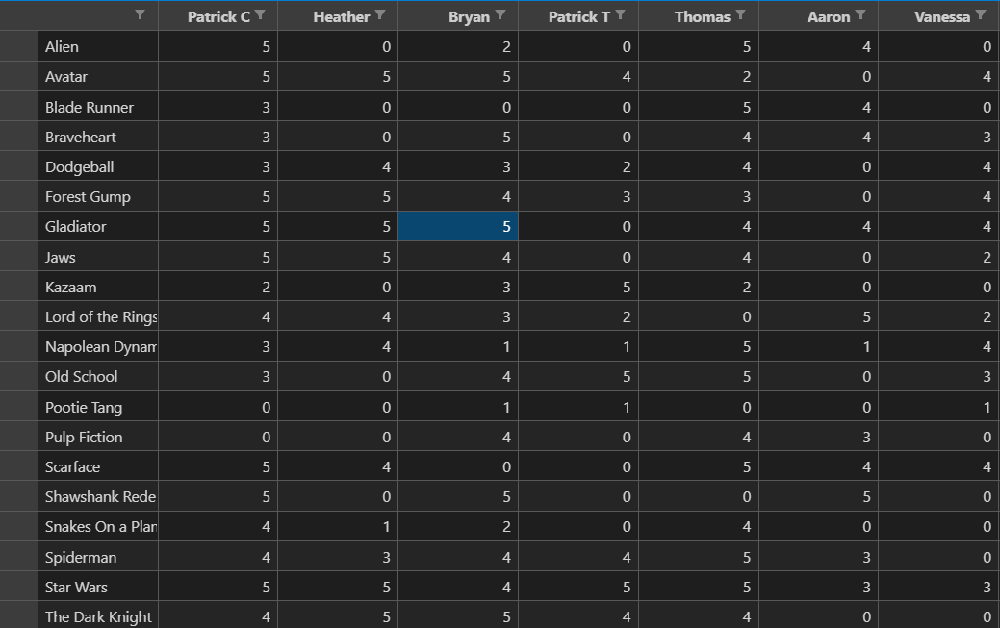 Patrick C Heather Bryan Patrick T Thomas Aaron Vanessa
Alien 5 0 2 0 5 4 0
Avatar 5 5 5 4 2 0 4
Blade Runner 3 0 0 0 5 4 0
Braveheart 3 0 5 0 4 4 3
Dodgeball 3 4 3 2 4 0 4
Forest Gump 5 5 4 3 3 0 4
Gladiator 5 5 5 0 4 4 4
Jaws 5 5 4 0 4 0 2
Kazaam 2 0 3 5 2 0 0
Lord of the Rings 4 4 3 2 0 5 2
Napolean Dynam 3 4 1 1 5 1 4
Old School 3 0 4 5 5 0 3
Pootie Tang 0 0 1 1 0 0 1
Pulp Fiction 0 0 4 0 4 3 0
Scarface 5 4 0 0 5 4 4
Shawshank Rede 5 0 5 0 0 5 0
Snakes On a Plan 4 1 2 0 4 0 0
Spiderman 4 3 4 4 5 3 0
Star Wars 5 5 4 5 5 3 3
The Dark Knight 4 5 5 4 4 0 0